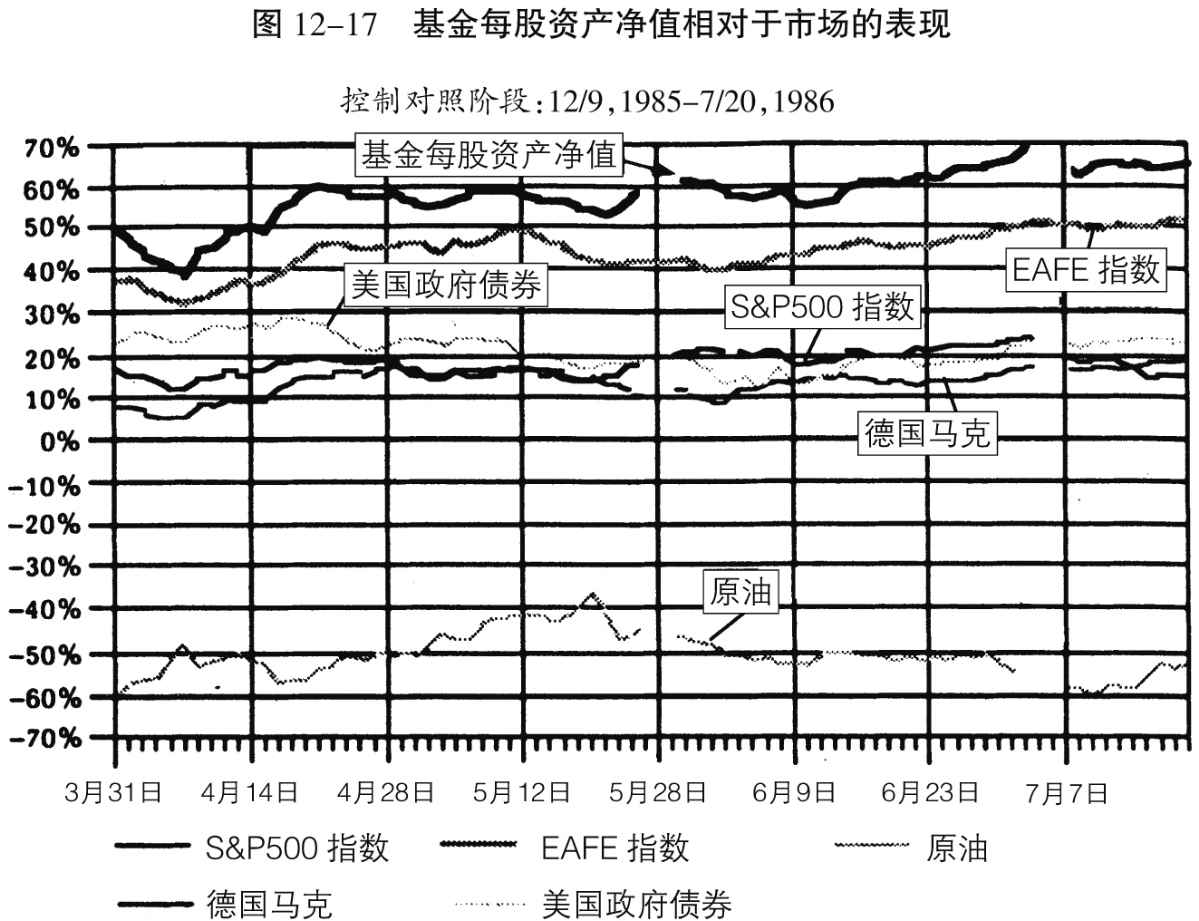 图 12-17 基金每股资产净值相对于市场的表现
控制对照阶段:12/9,1985-7/20,1986
70%
基金每股资产净值
60%
50%
EAFE 指数
40%
美国政府债券
30%
S&P500 指数
20%
10%
德国马克
0%
-10%
-20%
-30%
原油
-40%
-50%
-60%
-70%
3月31日 4月14日 4月28日 5月12日 5月28日 6月9日 6月23日 7月7日
S&P500 指数 EAFE 指数 原油
德国马克 美国政府债券